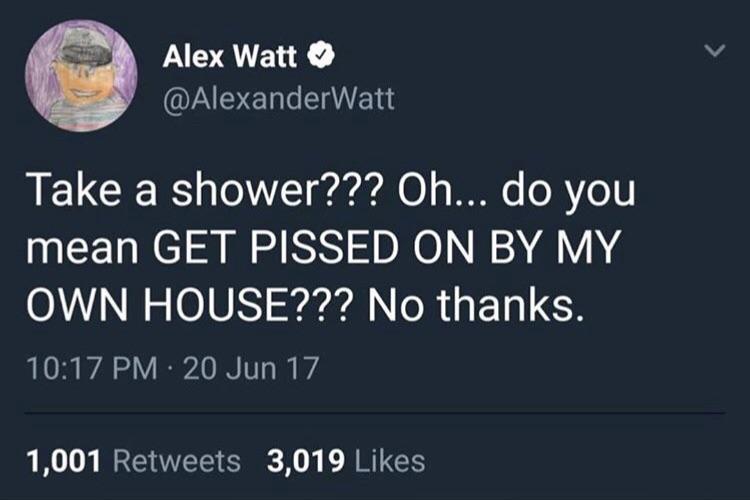 Alex Watt
@AlexanderWatt
Take a shower??? Oh... do you
mean GET PISSED ON BY MY
OWN HOUSE??? No thanks.
10:17 PM · 20 Jun 17
1,001 Retweets 3,019 Likes